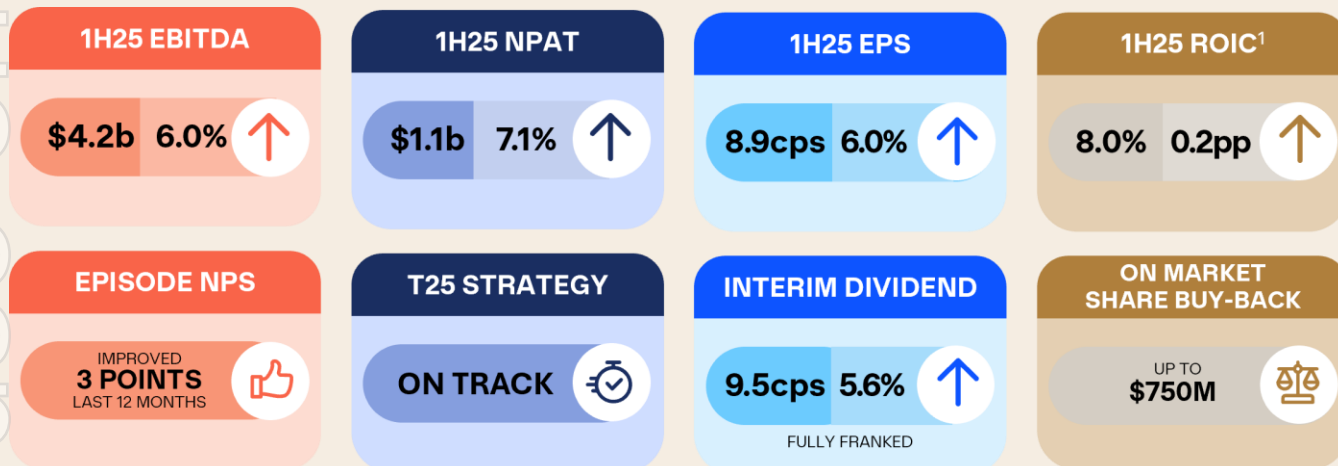 1H25 EBITDA
$4.2b 6.0%
1H25 NPAT
$1.1b 7.1%
1H25 EPS
8.9cps 6.0%
1H25 ROIC¹
8.0% 0.2pp
EPISODE NPS
IMPROVED
3 POINTS
LAST 12 MONTHS
T25 STRATEGY
ON TRACK
INTERIM DIVIDEND
9.5cps 5.6%
FULLY FRANKED
ON MARKET
SHARE BUY-BACK
UP TO
$750M